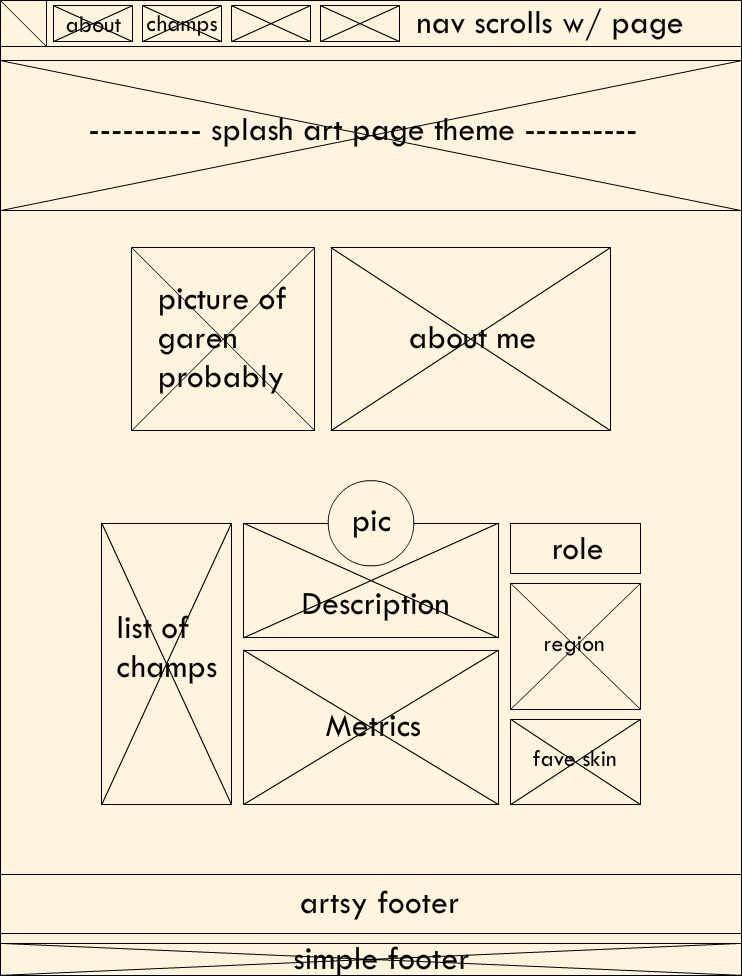 about
champs
nav scrolls w/ page
---------- splash art page theme ----------
picture of
garen
probably
about me
pic
list of
champs
Description
Metrics
role
region
fave skin
artsy footer
simple footer